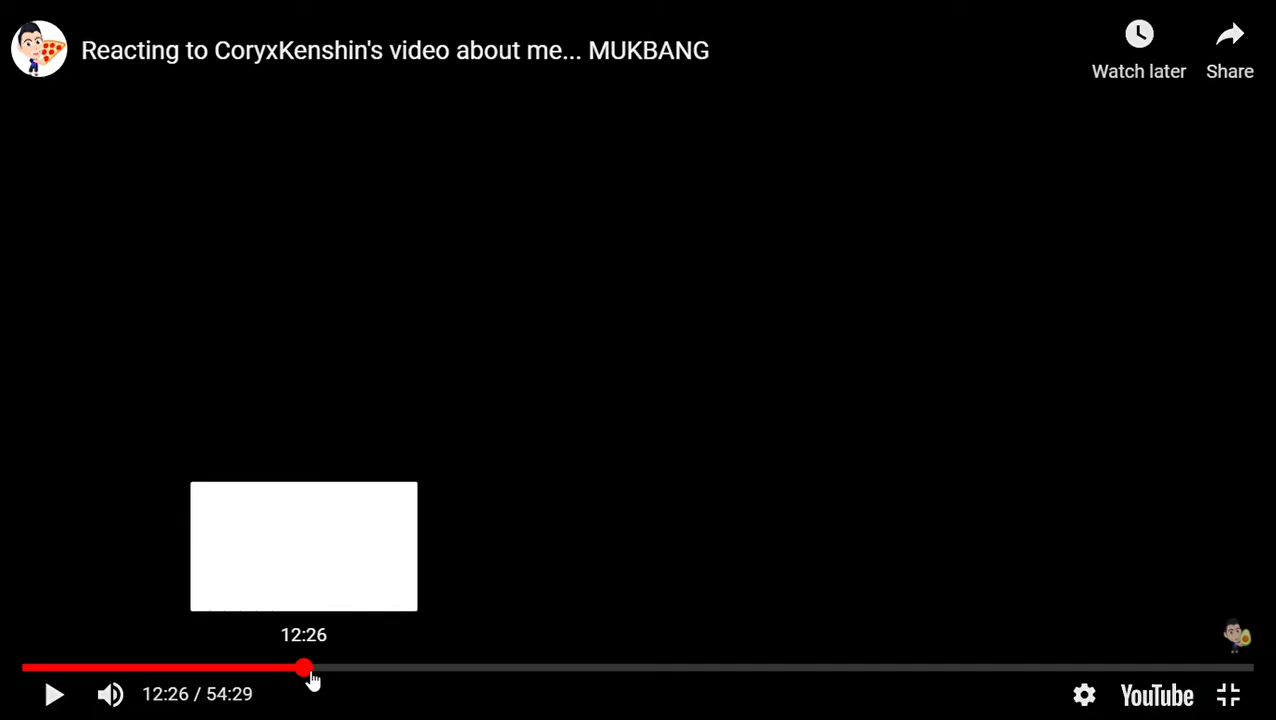 Reacting to CoryxKenshin's video about me... MUKBANG
Watch later
Share
12:26
12:26 / 54:29
YouTube